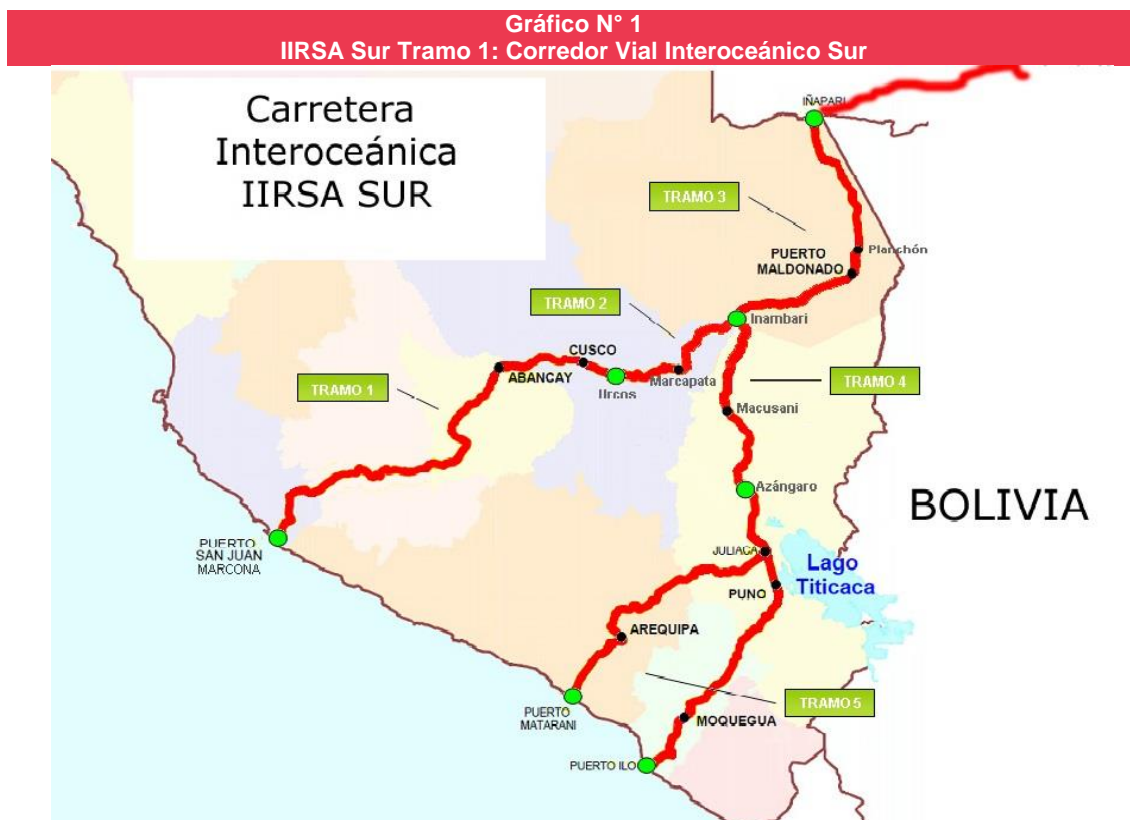 Gráfico N° 1
IIRSA Sur Tramo 1: Corredor Vial Interoceánico Sur
Carretera
Interoceánica
IIRSA SUR
IÑAPARI
TRAMO 3
Planchón
PUERTO
MALDONADO
TRAMO 2
Inambari
CUSCO
ABANCAY
Urcos
Marcapata
TRAMO 1
TRAMO 4
Macusani
Azángaro
BOLIVIA
PUERTO
SAN JUAN
MARCONA
JULIACA
Lago
Titicaca
PUNO
AREQUIPA
TRAMO 5
PUERTO
MATARANI
MOQUEGUA
PUERTO ILO